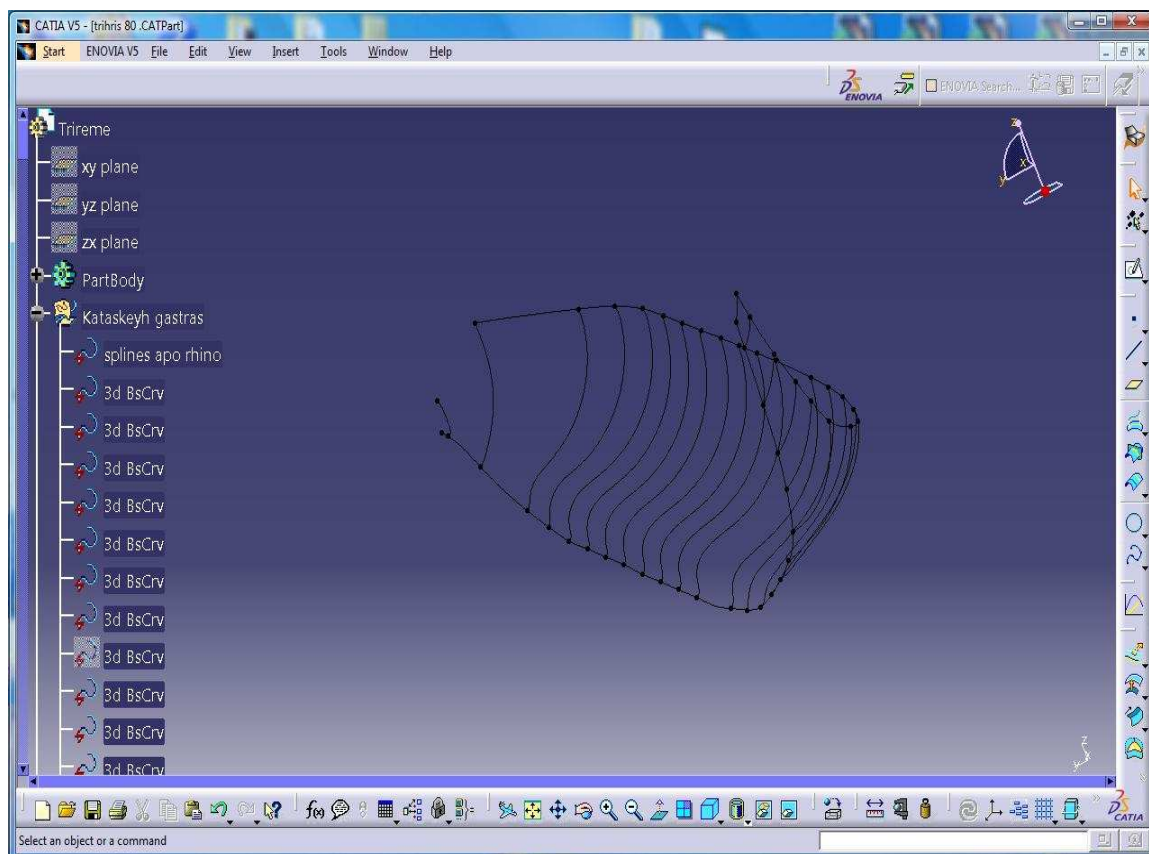 CATIA V5 - [trihris 80 .CATPart]
Start ENOVIA V5 File Edit View Insert Tools Window Help
ENOVIA ENOVIA Search...
Trireme
xy plane
yz plane
zx plane
PartBody
Kataskeyh gastras
splines apo rhino
3d BsCrv
3d BsCrv
3d BsCrv
3d BsCrv
3d BsCrv
3d BsCrv
3d BsCrv
3d BsCrv
3d BsCrv
3d BsCrv
3d BsCrv
z
x
y
z
y
f(x)
CATIA
Select an object or a command